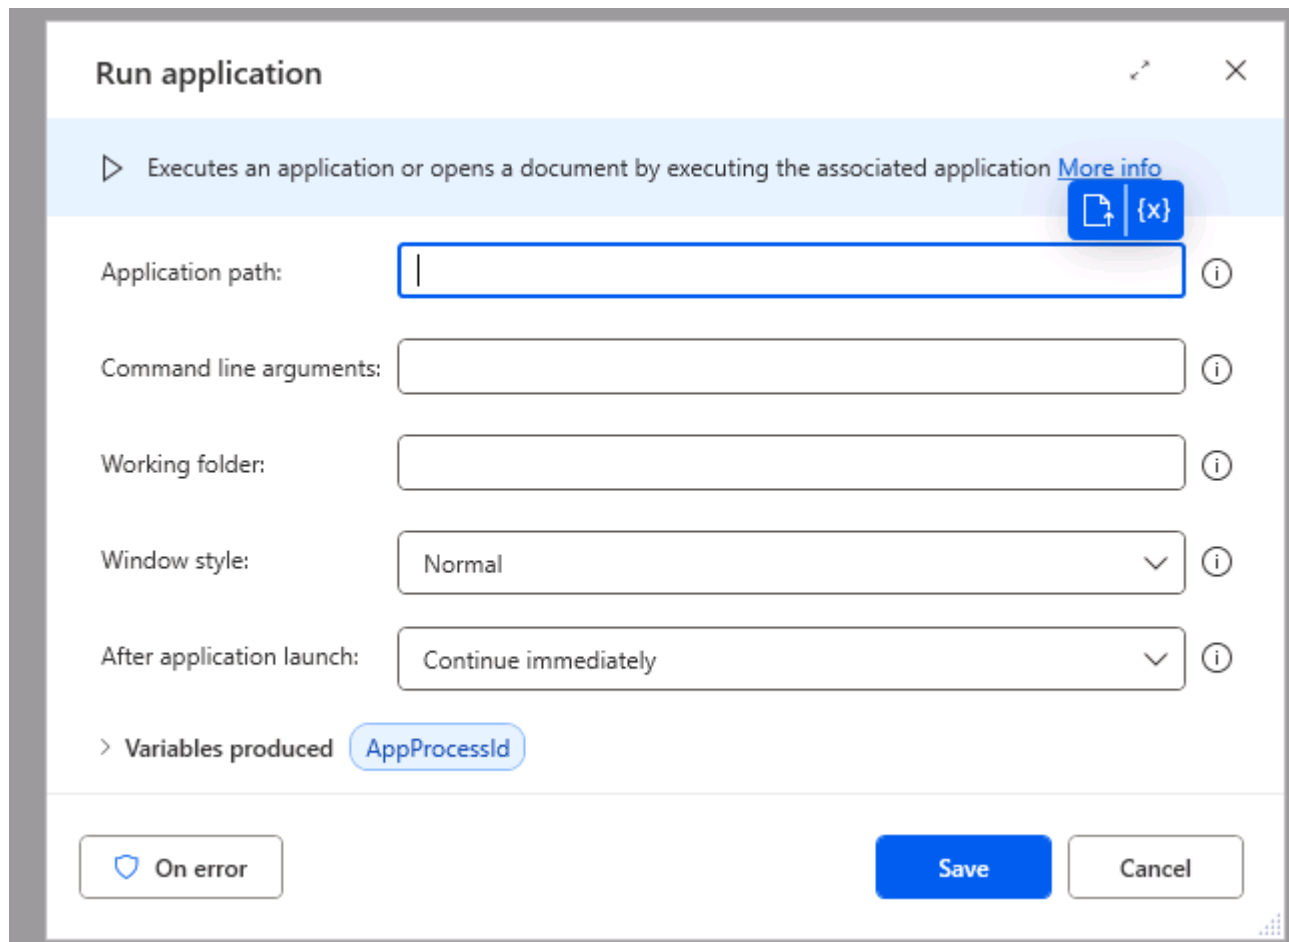 Run application
Executes an application or opens a document by executing the associated application More info
{x}
Application path:
Command line arguments:
Working folder:
Window style: Normal
After application launch: Continue immediately
Variables produced AppProcessId
On error Save Cancel